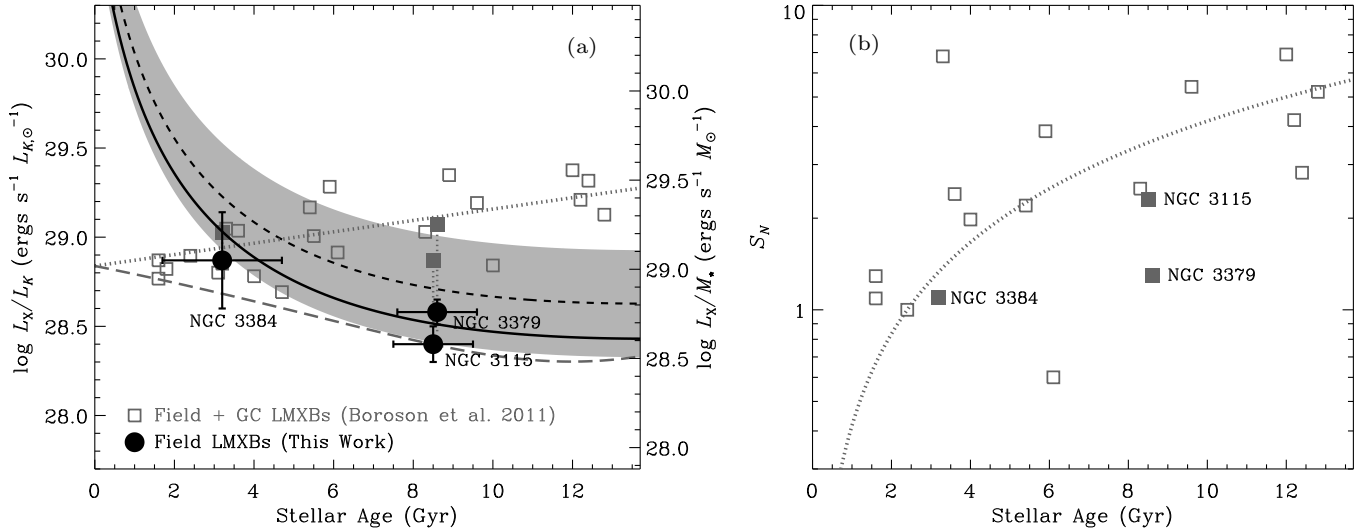 (a)
30.0
29.5
29.0
28.5
28.0
log L_X/L_K (ergs s⁻¹ L_K,⊙⁻¹)
NGC 3384
NGC 3379
NGC 3115
Field + GC LMXBs (Boroson et al. 2011)
Field LMXBs (This Work)
0 2 4 6 8 10 12
Stellar Age (Gyr)
30.0
29.5
29.0
28.5
28.0
log L_X/M_* (ergs s⁻¹ M_⊙⁻¹)
(b)
10
1
S_N
NGC 3115
NGC 3379
NGC 3384
0 2 4 6 8 10 12
Stellar Age (Gyr)